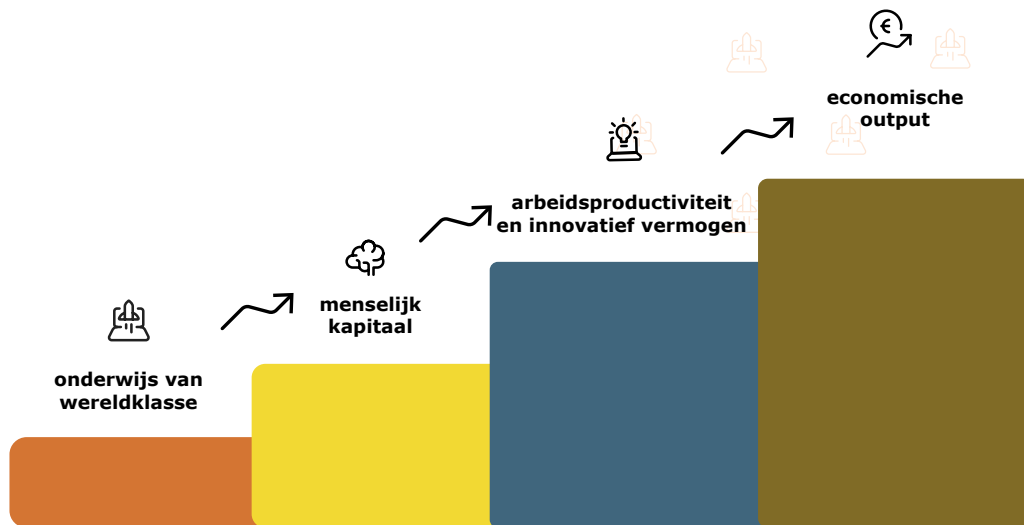 onderwijs van
wereldklasse
menselijk
kapitaal
arbeidsproductiviteit
en innovatief vermogen
economische
output
€